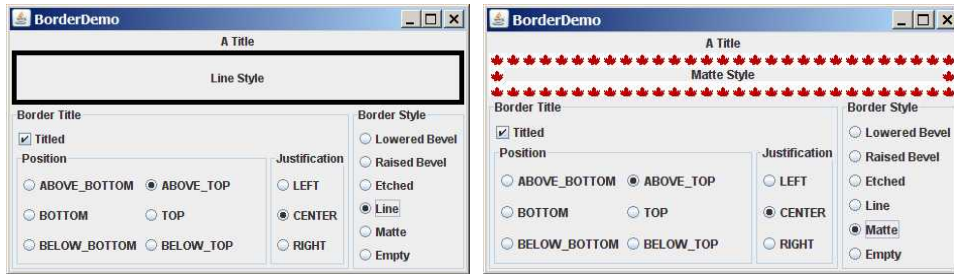 BorderDemo
A Title
Line Style
Border Title
Titled
Position
ABOVE_BOTTOM ABOVE_TOP
BOTTOM TOP
BELOW_BOTTOM BELOW_TOP
Justification
LEFT
CENTER
RIGHT
Border Style
Lowered Bevel
Raised Bevel
Etched
Line
Matte
Empty
BorderDemo
A Title
Matte Style
Border Title
Titled
Position
ABOVE_BOTTOM ABOVE_TOP
BOTTOM TOP
BELOW_BOTTOM BELOW_TOP
Justification
LEFT
CENTER
RIGHT
Border Style
Lowered Bevel
Raised Bevel
Etched
Line
Matte
Empty